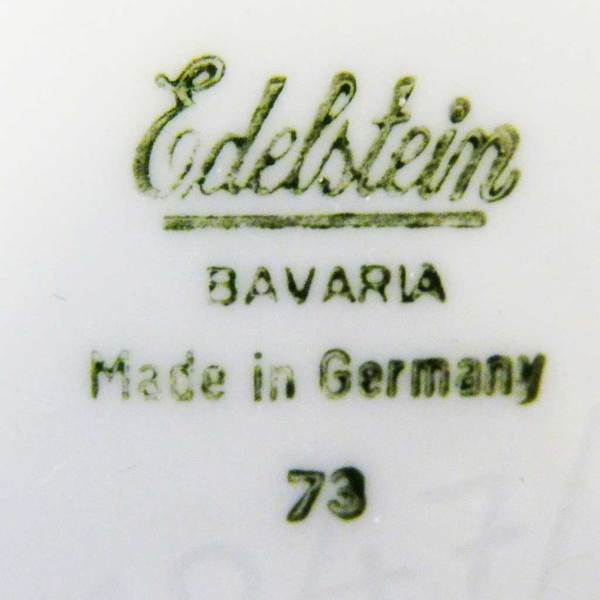 Edelstein
BAVARIA
Made in Germany
73